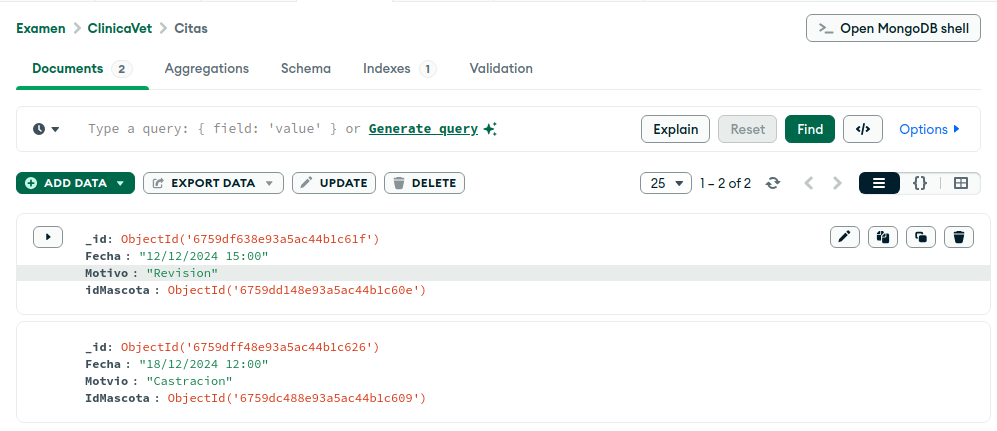 Examen > ClinicaVet > Citas
>_ Open MongoDB shell
Documents 2 Aggregations Schema Indexes 1 Validation
Type a query: { field: 'value' } or Generate query
Explain Reset Find </> Options
ADD DATA EXPORT DATA UPDATE DELETE 25 1 – 2 of 2 {}
_id: ObjectId('6759df638e93a5ac44b1c61f')
Fecha : "12/12/2024 15:00"
Motivo : "Revision"
idMascota : ObjectId('6759dd148e93a5ac44b1c60e')
_id: ObjectId('6759dff48e93a5ac44b1c626')
Fecha : "18/12/2024 12:00"
Motvio : "Castracion"
IdMascota : ObjectId('6759dc488e93a5ac44b1c609')